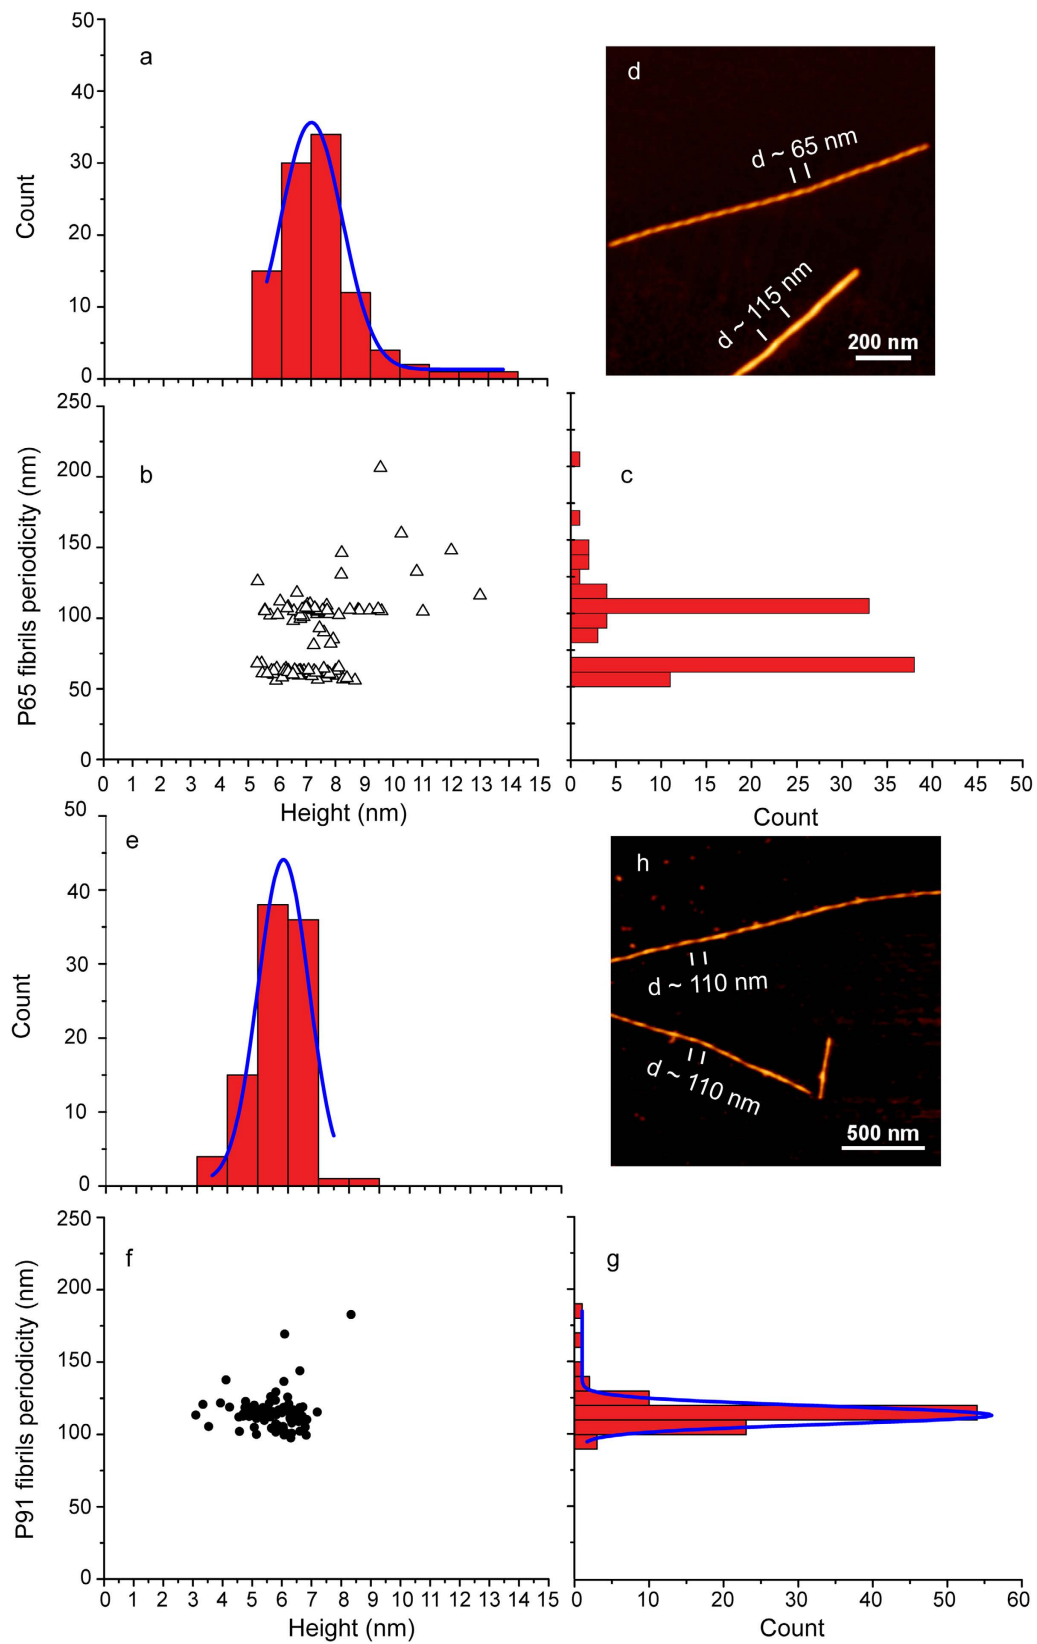 a
50
40
30
20
10
0
Count
d
d ~ 65 nm
d ~ 115 nm
200 nm
b
250
200
150
100
50
0
P65 fibrils periodicity (nm)
0 1 2 3 4 5 6 7 8 9 10 11 12 13 14 15
Height (nm)
c
0 5 10 15 20 25 30 35 40 45 50
Count
e
50
40
30
20
10
0
Count
h
d ~ 110 nm
d ~ 110 nm
500 nm
f
250
200
150
100
50
0
P91 fibrils periodicity (nm)
0 1 2 3 4 5 6 7 8 9 10 11 12 13 14 15
Height (nm)
g
0 10 20 30 40 50 60
Count